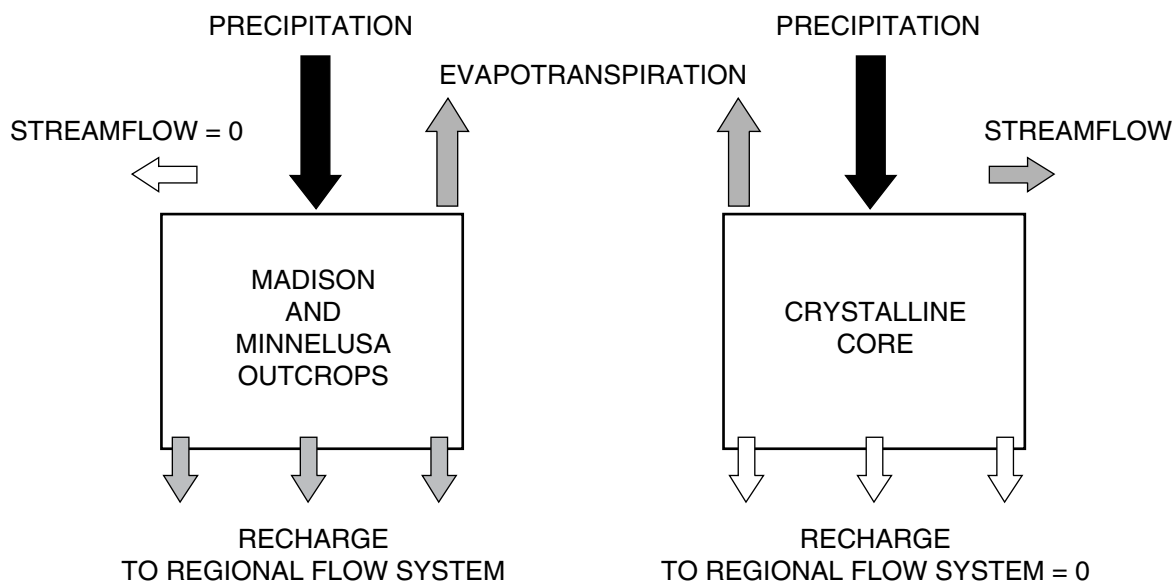 PRECIPITATION
PRECIPITATION
EVAPOTRANSPIRATION
STREAMFLOW = 0
STREAMFLOW
MADISON
AND
MINNELUSA
OUTCROPS
CRYSTALLINE
CORE
RECHARGE
TO REGIONAL FLOW SYSTEM
RECHARGE
TO REGIONAL FLOW SYSTEM = 0